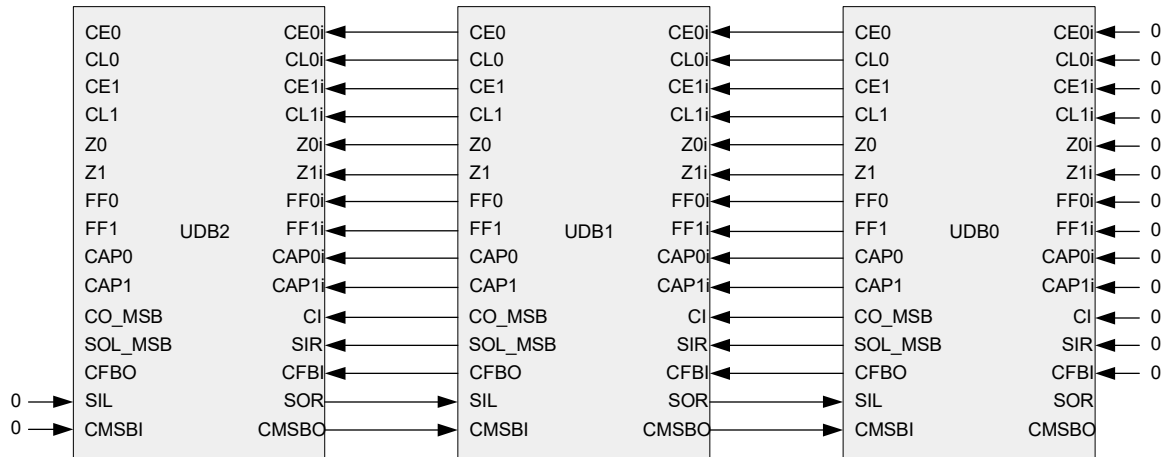 CE0 CE0i CE0 CE0i CE0 CE0i 0
CL0 CL0i CL0 CL0i CL0 CL0i 0
CE1 CE1i CE1 CE1i CE1 CE1i 0
CL1 CL1i CL1 CL1i CL1 CL1i 0
Z0 Z0i Z0 Z0i Z0 Z0i 0
Z1 Z1i Z1 Z1i Z1 Z1i 0
FF0 FF0i FF0 FF0i FF0 FF0i 0
FF1 UDB2 FF1i FF1 UDB1 FF1i FF1 UDB0 FF1i 0
CAP0 CAP0i CAP0 CAP0i CAP0 CAP0i 0
CAP1 CAP1i CAP1 CAP1i CAP1 CAP1i 0
CO_MSB CI CO_MSB CI CO_MSB CI 0
SOL_MSB SIR SOL_MSB SIR SOL_MSB SIR 0
CFBO CFBI CFBO CFBI CFBO CFBI 0
0 SIL SOR SIL SOR SIL SOR
0 CMSBI CMSBO CMSBI CMSBO CMSBI CMSBO